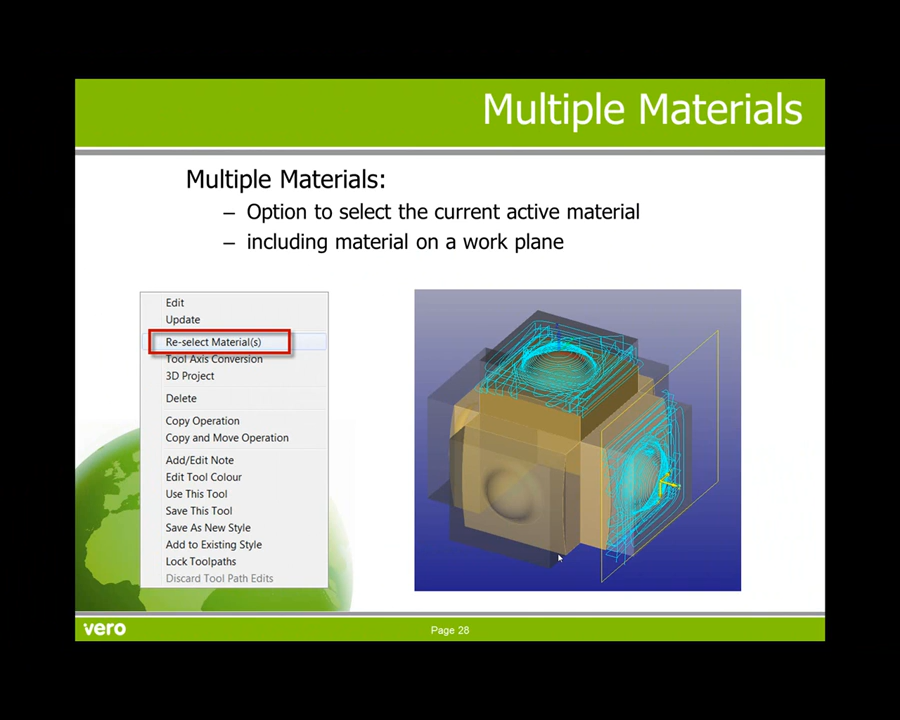 Multiple Materials
Multiple Materials:
– Option to select the current active material
– including material on a work plane
Edit
Update
Re-select Material(s)
Tool Axis Conversion
3D Project
Delete
Copy Operation
Copy and Move Operation
Add/Edit Note
Edit Tool Colour
Use This Tool
Save This Tool
Save As New Style
Add to Existing Style
Lock Toolpaths
Discard Tool Path Edits
vero
Page 28